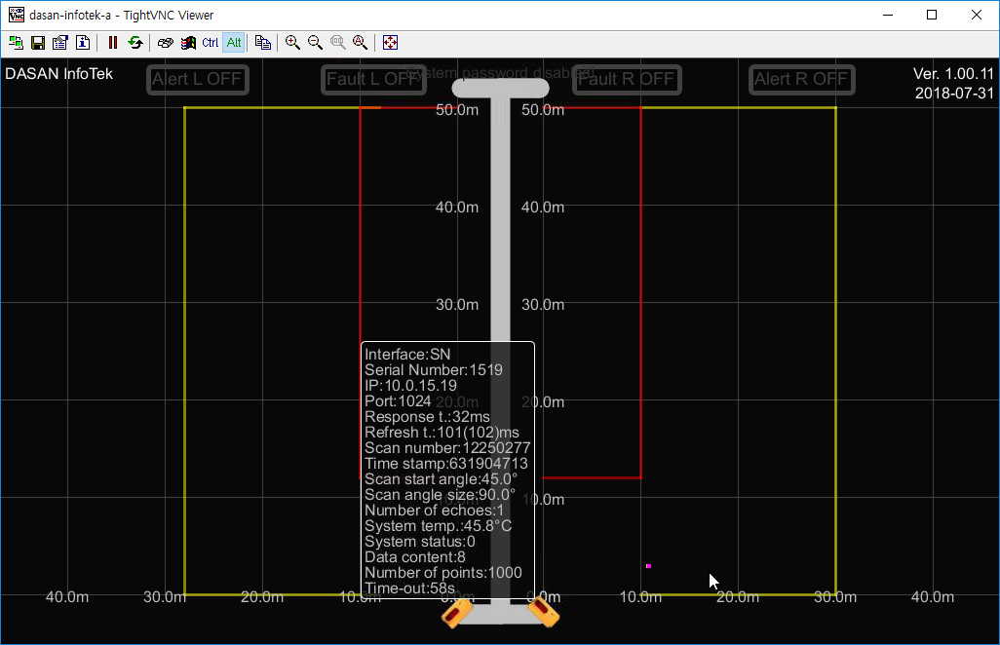 dasan-infotek-a - TightVNC Viewer
Ctrl Alt
DASAN InfoTek
Alert L OFF
Fault L OFF
System password disabled!
Fault R OFF
Alert R OFF
Ver. 1.00.11
2018-07-31
50.0m 50.0m
40.0m 40.0m
30.0m 30.0m
Interface:SN
Serial Number:1519
IP:10.0.15.19
Port:1024
20.0m 20.0m
Response t.:32ms
Refresh t.:101(102)ms
Scan number:12250277
Time stamp:631904713
Scan start angle:45.0°
Scan angle size:90.0°
10.0m 10.0m
Number of echoes:1
System temp.:45.8°C
System status:0
Data content:8
Number of points:1000
Time-out:58s
40.0m 30.0m 20.0m 10.0m 0.0m 0.0m 10.0m 20.0m 30.0m 40.0m